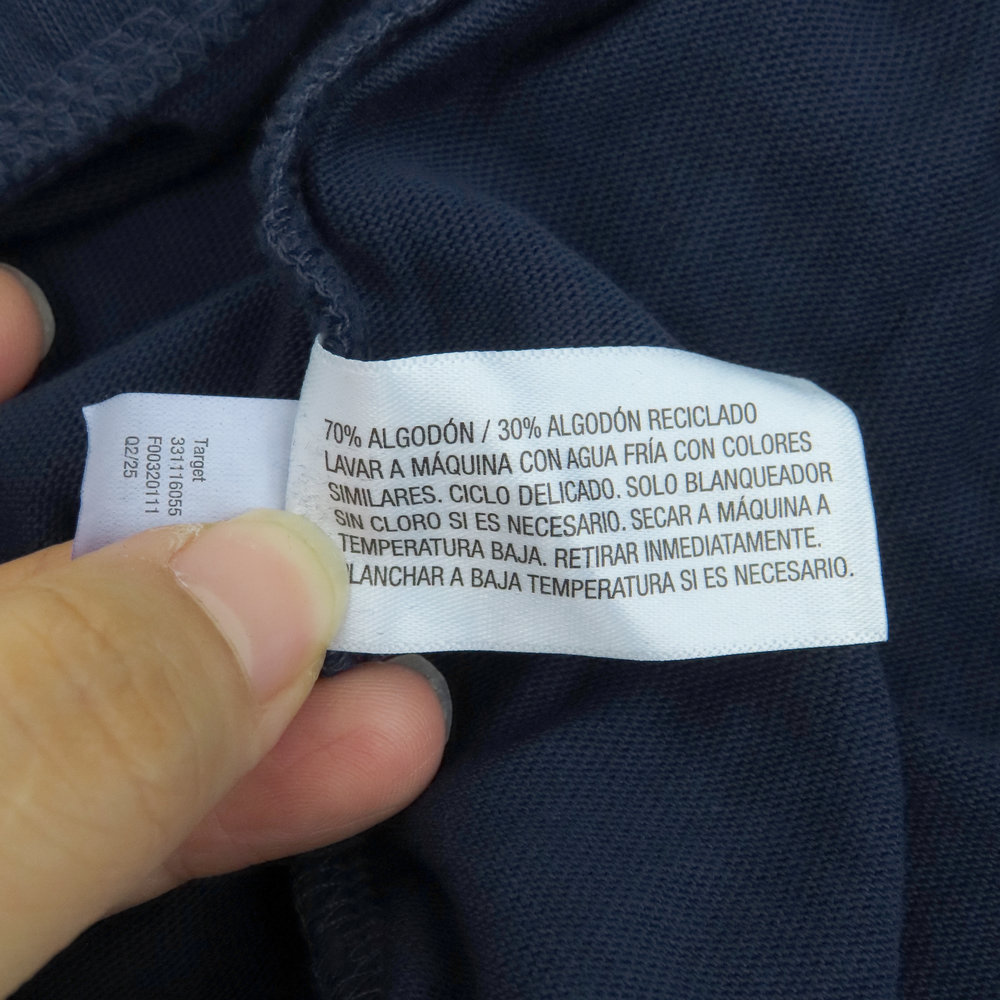 70% ALGODÓN / 30% ALGODÓN RECICLADO
LAVAR A MÁQUINA CON AGUA FRÍA CON COLORES
SIMILARES. CICLO DELICADO. SOLO BLANQUEADOR
SIN CLORO SI ES NECESARIO. SECAR A MÁQUINA A
TEMPERATURA BAJA. RETIRAR INMEDIATAMENTE.
PLANCHAR A BAJA TEMPERATURA SI ES NECESARIO.
Target
331116055
F00320111
Q2/25